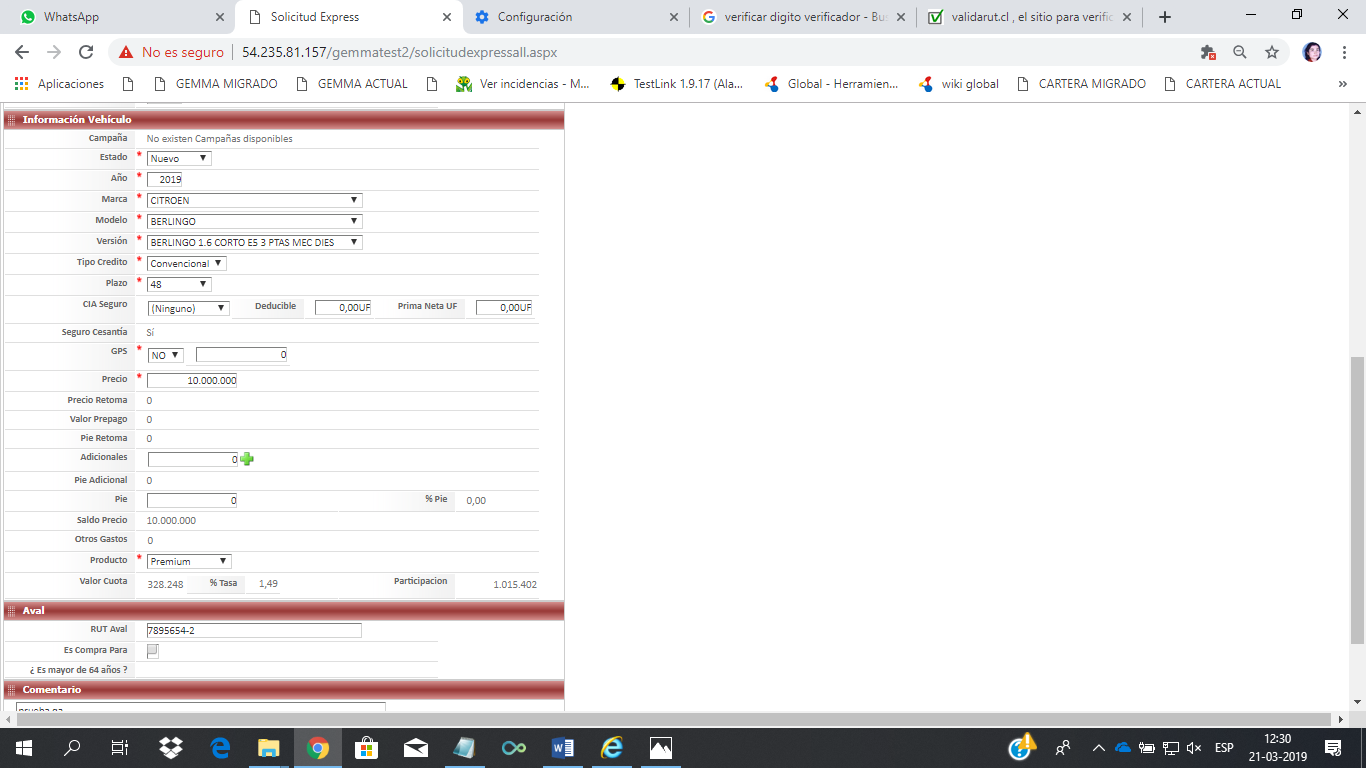 WhatsApp
Solicitud Express
Configuración
verificar digito verificador - Bus
validarut.cl , el sitio para verific
No es seguro 54.235.81.157/gemmatest2/solicitudexpressall.aspx
Aplicaciones
GEMMA MIGRADO
GEMMA ACTUAL
Ver incidencias - M...
TestLink 1.9.17 (Ala...
Global - Herramien...
wiki global
CARTERA MIGRADO
CARTERA ACTUAL
»
Información Vehículo
Campaña No existen Campañas disponibles
Estado * Nuevo
Año * 2019
Marca * CITROEN
Modelo * BERLINGO
Versión * BERLINGO 1.6 CORTO E5 3 PTAS MEC DIES
Tipo Credito * Convencional
Plazo * 48
CIA Seguro (Ninguno) Deducible 0,00UF Prima Neta UF 0,00UF
Seguro Cesantía Sí
GPS * NO 0
Precio * 10.000.000
Precio Retoma 0
Valor Prepago 0
Pie Retoma 0
Adicionales 0
Pie Adicional 0
Pie 0 % Pie 0,00
Saldo Precio 10.000.000
Otros Gastos 0
Producto * Premium
Valor Cuota 328.248 % Tasa 1,49 Participacion 1.015.402
Aval
RUT Aval 7895654-2
Es Compra Para
¿ Es mayor de 64 años ?
Comentario
prueba qa
ESP
12:30
21-03-2019